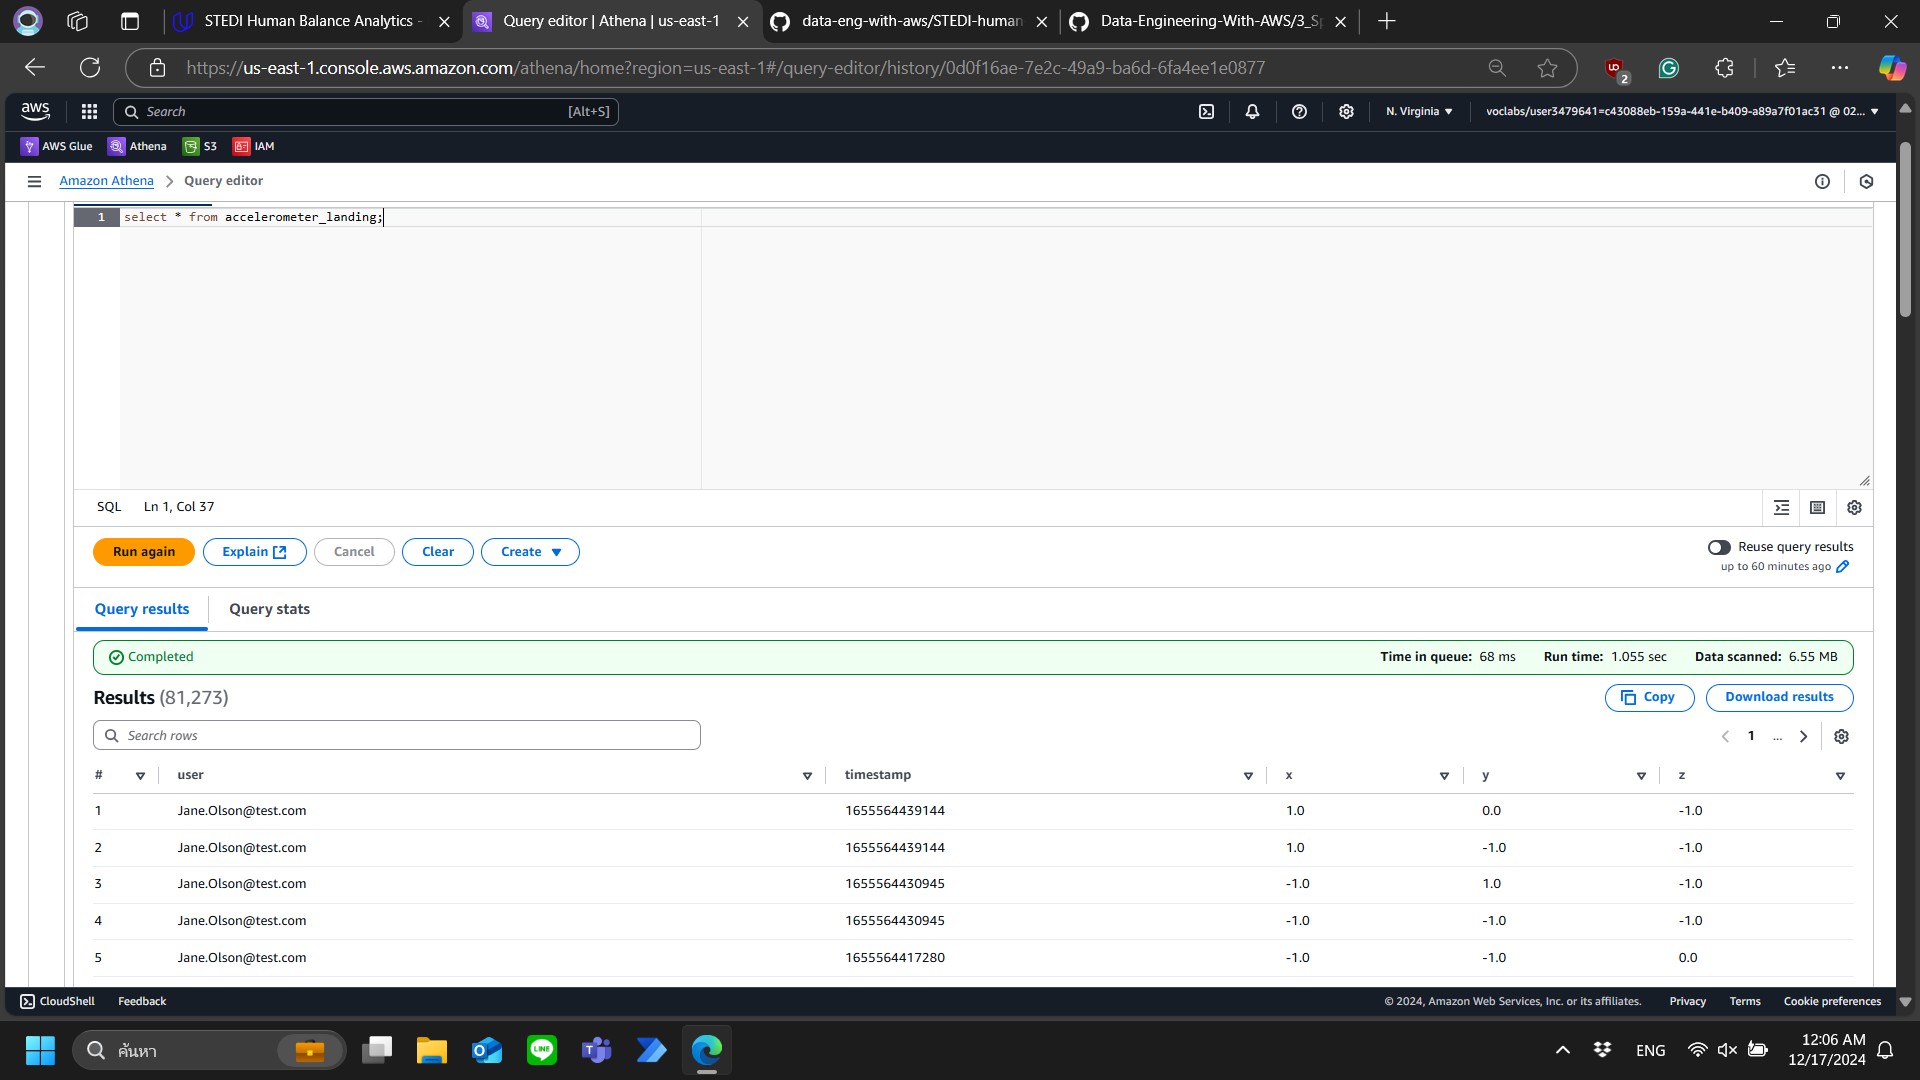 STEDI Human Balance Analytics -
Query editor | Athena | us-east-1
data-eng-with-aws/STEDI-human
Data-Engineering-With-AWS/3_Sp
https://us-east-1.console.aws.amazon.com/athena/home?region=us-east-1#/query-editor/history/0d0f16ae-7e2c-49a9-ba6d-6fa4ee1e0877
2
aws
Search
[Alt+S]
N. Virginia
voclabs/user3479641=c43088eb-159a-441e-b409-a89a7f01ac31 @ 02...
AWS Glue
Athena
S3
IAM
Amazon Athena
Query editor
1
select * from accelerometer_landing;
SQL
Ln 1, Col 37
Run again
Explain
Cancel
Clear
Create
Reuse query results
up to 60 minutes ago
Query results
Query stats
Completed
Time in queue: 68 ms
Run time: 1.055 sec
Data scanned: 6.55 MB
Results (81,273)
Copy
Download results
Search rows
1
...
# user timestamp x y z
1 Jane.Olson@test.com 1655564439144 1.0 0.0 -1.0
2 Jane.Olson@test.com 1655564439144 1.0 -1.0 -1.0
3 Jane.Olson@test.com 1655564430945 -1.0 1.0 -1.0
4 Jane.Olson@test.com 1655564430945 -1.0 -1.0 -1.0
5 Jane.Olson@test.com 1655564417280 -1.0 -1.0 0.0
CloudShell
Feedback
© 2024, Amazon Web Services, Inc. or its affiliates.
Privacy
Terms
Cookie preferences
ค้นหา
LINE
ENG
12:06 AM
12/17/2024